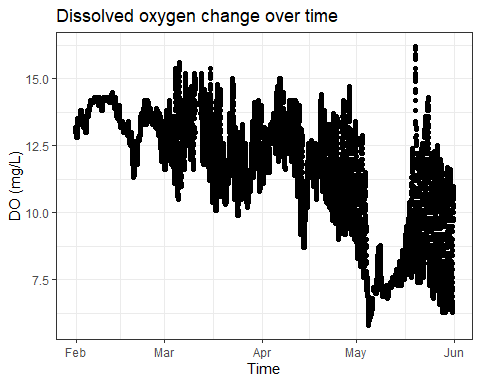 Dissolved oxygen change over time
DO (mg/L)
15.0
12.5
10.0
7.5
Feb Mar Apr May Jun
Time